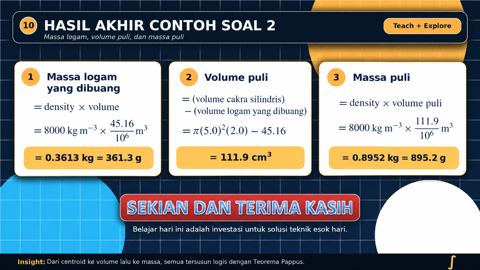 10 HASIL AKHIR CONTOH SOAL 2
Massa logam, volume puli, dan massa puli
Teach + Explore
1 Massa logam
yang dibuang
= density × volume
= 8000 kg m⁻³ × 45.16/10⁶ m³
= 0.3613 kg = 361.3 g
2 Volume puli
= (volume cakra silindris)
− (volume logam yang dibuang)
= π(5.0)²(2.0) − 45.16
= 111.9 cm³
3 Massa puli
= density × volume puli
= 8000 kg m⁻³ × 111.9/10⁶ m³
= 0.8952 kg = 895.2 g
SEKIAN DAN TERIMA KASIH
Belajar hari ini adalah investasi untuk solusi teknik esok hari.
Insight: Dari centroid ke volume lalu ke massa, semua tersusun logis dengan Teorema Pappus.
∫